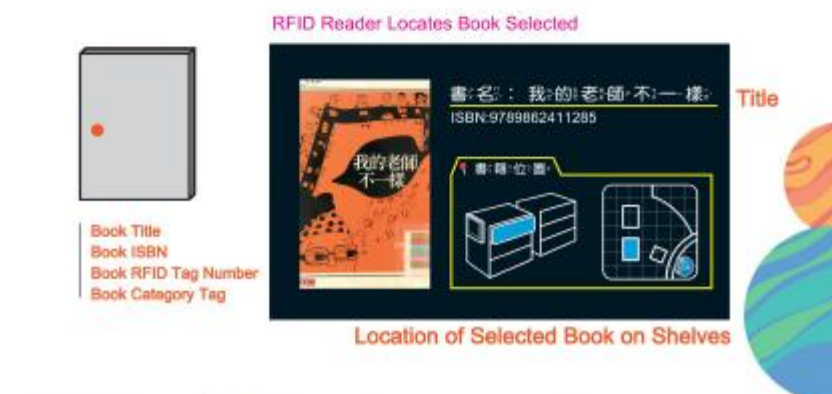 RFID Reader Locates Book Selected
書名：我的老師不一樣
ISBN:9789862411285
Title
我的老師
不一樣
書籍位置
Book Title
Book ISBN
Book RFID Tag Number
Book Category Tag
Location of Selected Book on Shelves